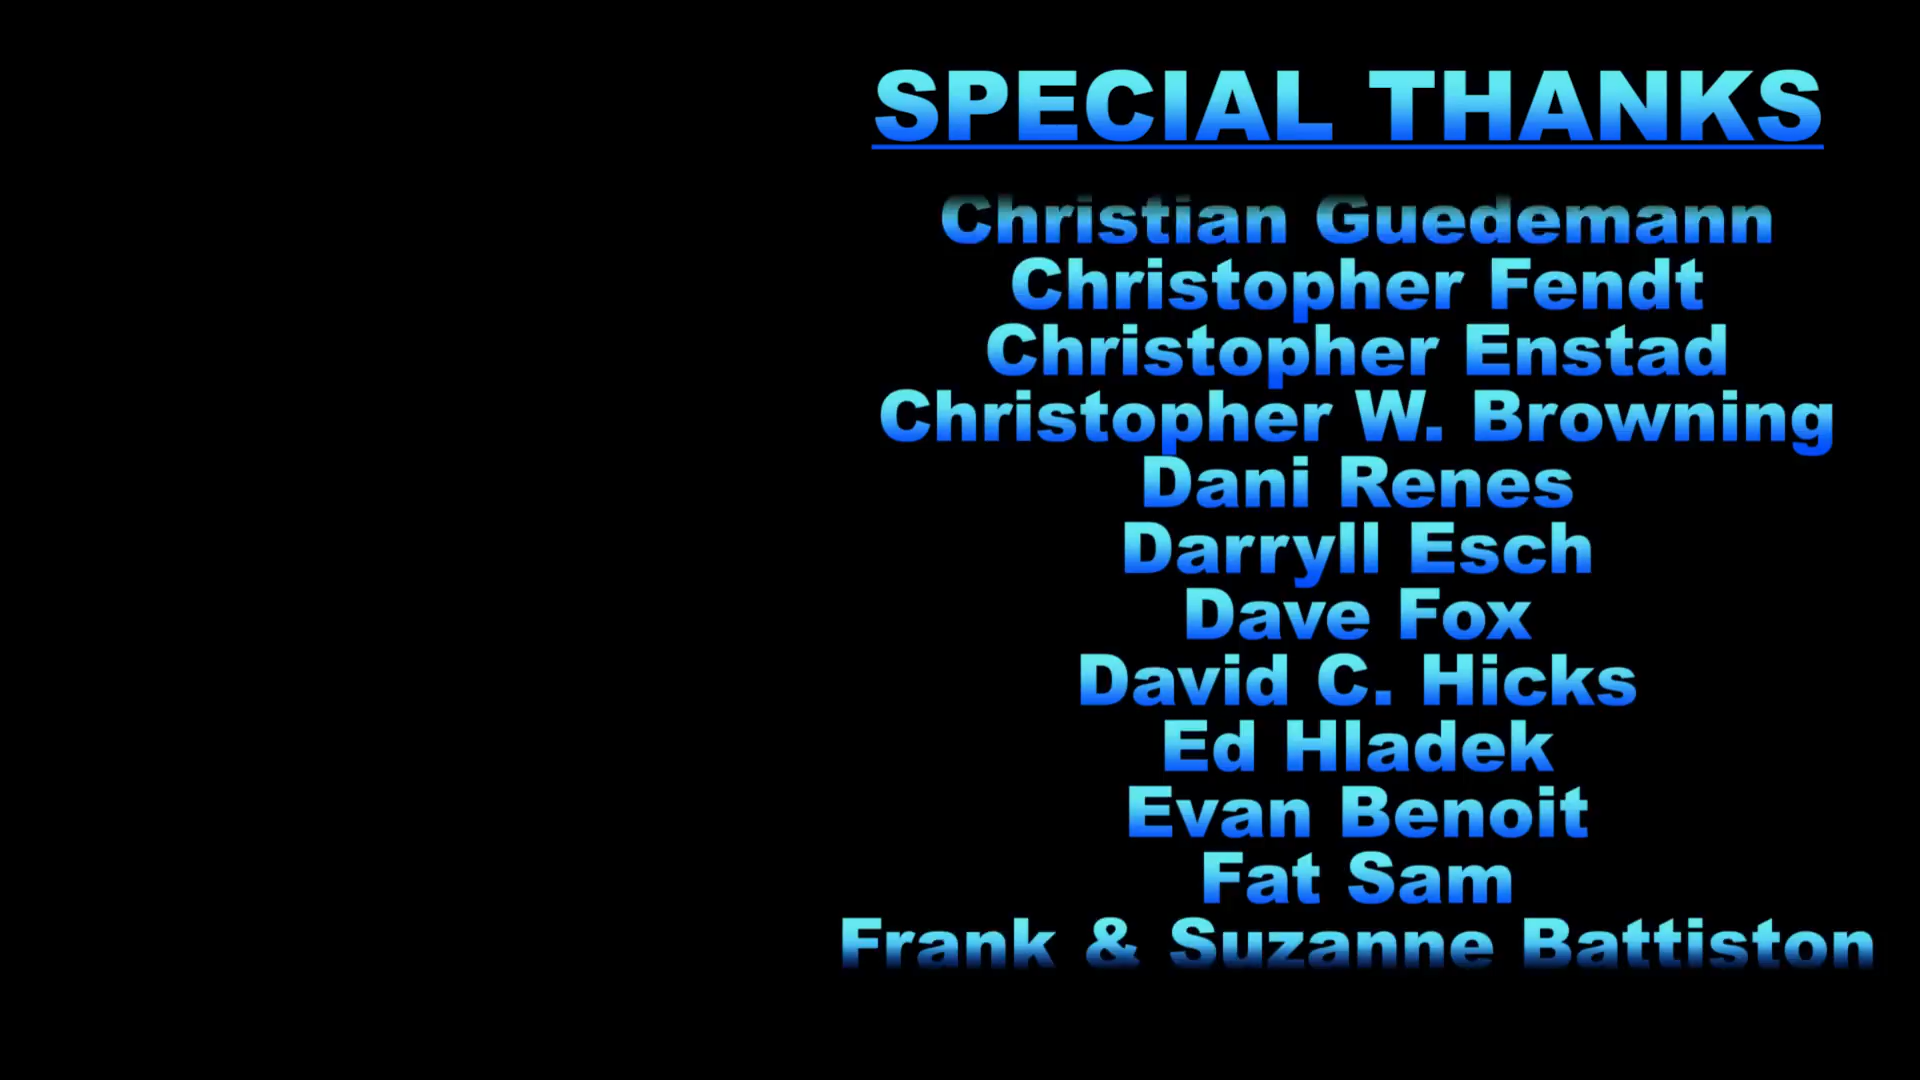 SPECIAL THANKS
Christian Guedemann
Christopher Fendt
Christopher Enstad
Christopher W. Browning
Dani Renes
Darryll Esch
Dave Fox
David C. Hicks
Ed Hladek
Evan Benoit
Fat Sam
Frank & Suzanne Battiston